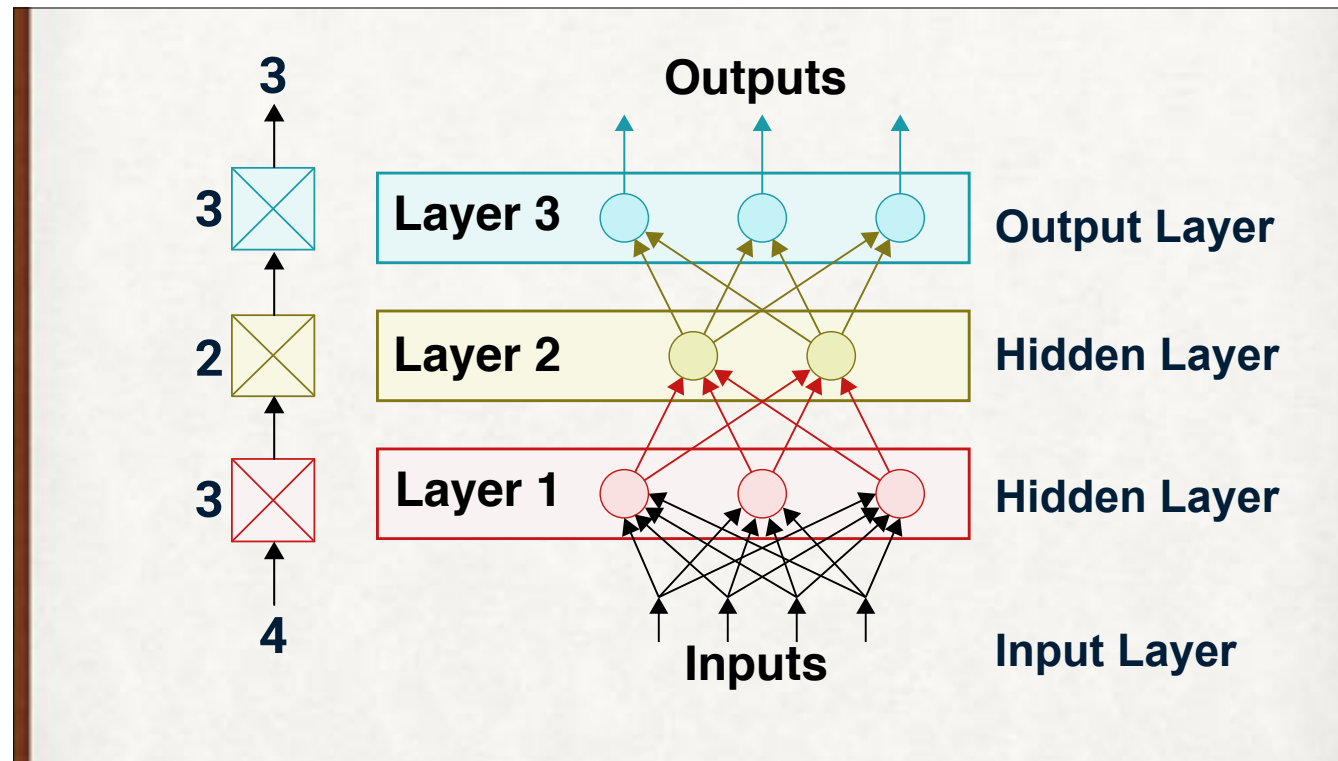 3
Outputs
3
Layer 3
Output Layer
2
Layer 2
Hidden Layer
3
Layer 1
Hidden Layer
4
Inputs
Input Layer